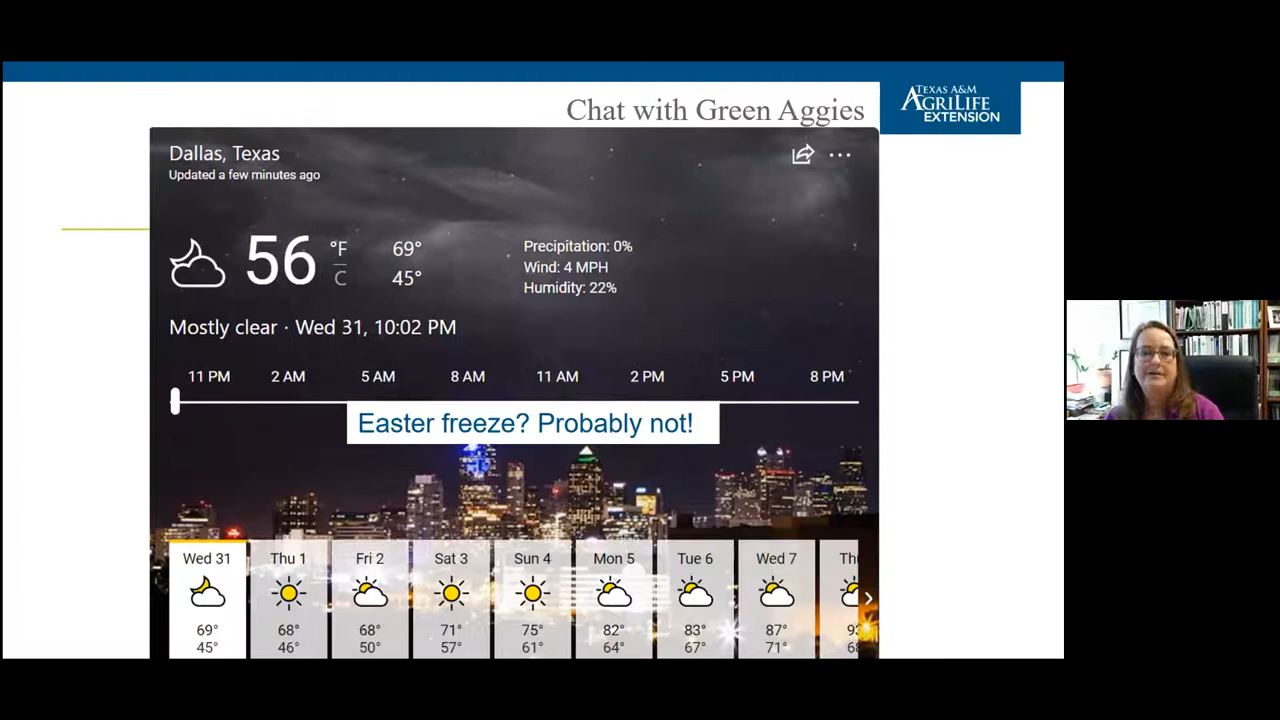 Chat with Green Aggies
TEXAS A&M
AGRILIFE
EXTENSION
Dallas, Texas
Updated a few minutes ago
56 °F
C
69°
45°
Precipitation: 0%
Wind: 4 MPH
Humidity: 22%
Mostly clear · Wed 31, 10:02 PM
11 PM 2 AM 5 AM 8 AM 11 AM 2 PM 5 PM 8 PM
Easter freeze? Probably not!
Wed 31 Thu 1 Fri 2 Sat 3 Sun 4 Mon 5 Tue 6 Wed 7
69° 68° 68° 71° 75° 82° 83° 87°
45° 46° 50° 57° 61° 64° 67° 71°